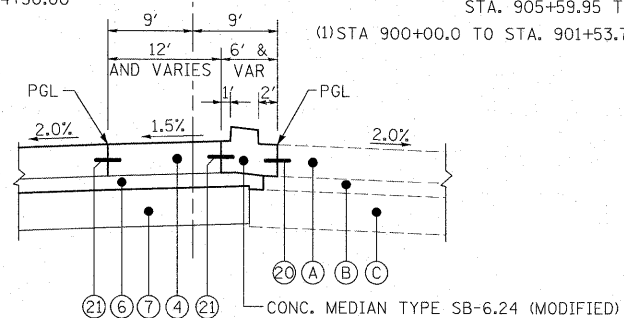 STA. 905+59.95 T
(1)STA 900+00.0 TO STA. 901+53.7
9' 9'
12' 6' &
AND VARIES VAR
PGL 1' 2' PGL
2.0% 1.5% 2.0%
21 6 7 4 21 20 A B C
CONC. MEDIAN TYPE SB-6.24 (MODIFIED)